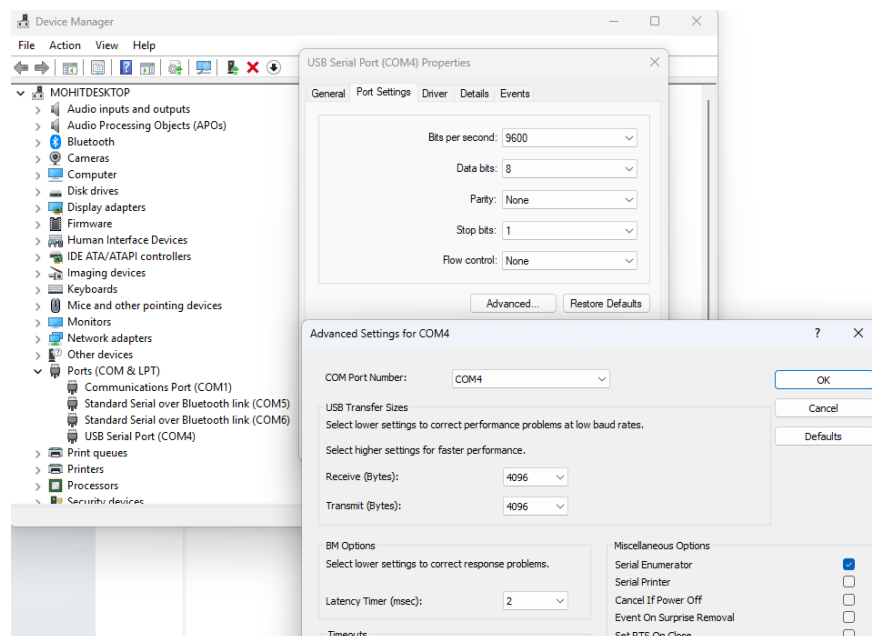 Device Manager
File Action View Help
MOHITDESKTOP
Audio inputs and outputs
Audio Processing Objects (APOs)
Bluetooth
Cameras
Computer
Disk drives
Display adapters
Firmware
Human Interface Devices
IDE ATA/ATAPI controllers
Imaging devices
Keyboards
Mice and other pointing devices
Monitors
Network adapters
Other devices
Ports (COM & LPT)
Communications Port (COM1)
Standard Serial over Bluetooth link (COM5)
Standard Serial over Bluetooth link (COM6)
USB Serial Port (COM4)
Print queues
Printers
Processors
Security devices
USB Serial Port (COM4) Properties
General Port Settings Driver Details Events
Bits per second: 9600
Data bits: 8
Parity: None
Stop bits: 1
Flow control: None
Advanced... Restore Defaults
Advanced Settings for COM4 ?
COM Port Number: COM4
OK
Cancel
Defaults
USB Transfer Sizes
Select lower settings to correct performance problems at low baud rates.
Select higher settings for faster performance.
Receive (Bytes): 4096
Transmit (Bytes): 4096
BM Options
Select lower settings to correct response problems.
Latency Timer (msec): 2
Timeouts
Miscellaneous Options
Serial Enumerator
Serial Printer
Cancel If Power Off
Event On Surprise Removal
Set RTS On Close